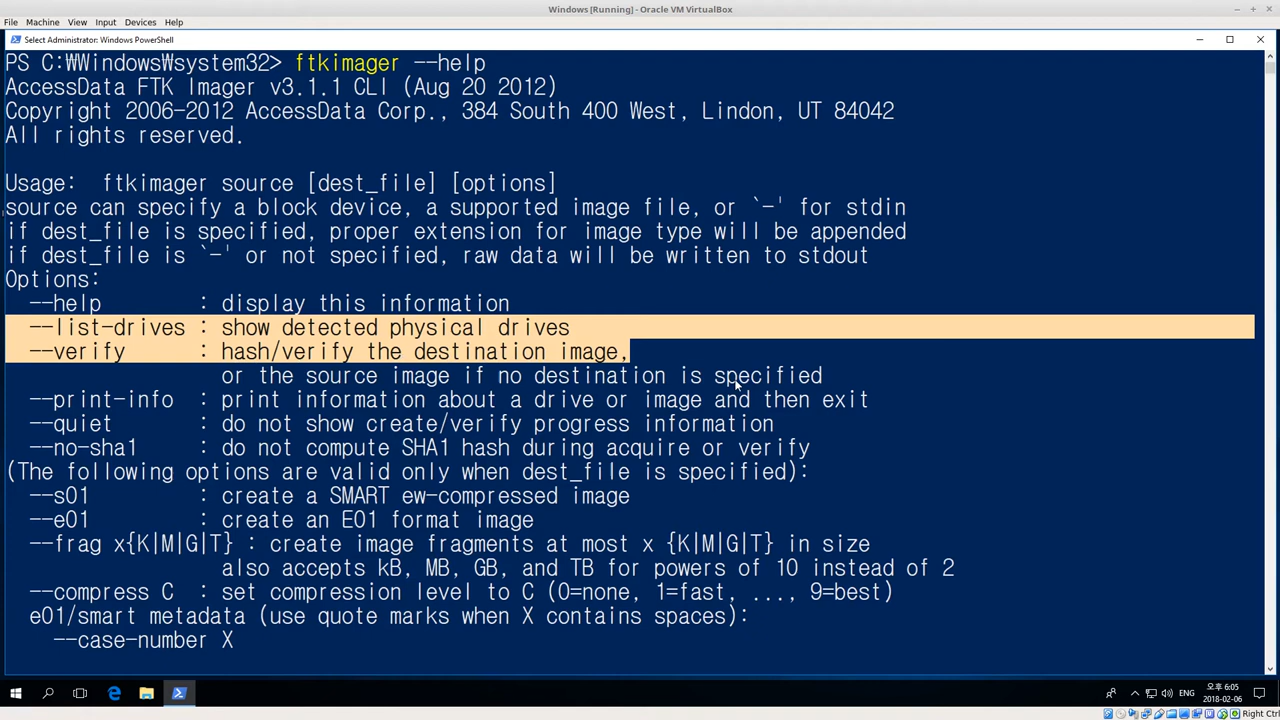 Windows [Running] - Oracle VM VirtualBox
File Machine View Input Devices Help
Select Administrator: Windows PowerShell
PS C:₩Windows₩system32> ftkimager --help
AccessData FTK Imager v3.1.1 CLI (Aug 20 2012)
Copyright 2006-2012 AccessData Corp., 384 South 400 West, Lindon, UT 84042
All rights reserved.
Usage: ftkimager source [dest_file] [options]
source can specify a block device, a supported image file, or `-' for stdin
if dest_file is specified, proper extension for image type will be appended
if dest_file is `-' or not specified, raw data will be written to stdout
Options:
--help : display this information
--list-drives : show detected physical drives
--verify : hash/verify the destination image,
or the source image if no destination is specified
--print-info : print information about a drive or image and then exit
--quiet : do not show create/verify progress information
--no-sha1 : do not compute SHA1 hash during acquire or verify
(The following options are valid only when dest_file is specified):
--s01 : create a SMART ew-compressed image
--e01 : create an E01 format image
--frag x{K|M|G|T} : create image fragments at most x {K|M|G|T} in size
also accepts kB, MB, GB, and TB for powers of 10 instead of 2
--compress C : set compression level to C (0=none, 1=fast, ..., 9=best)
e01/smart metadata (use quote marks when X contains spaces):
--case-number X
ENG
오후 6:05
2018-02-06
Right Ctrl